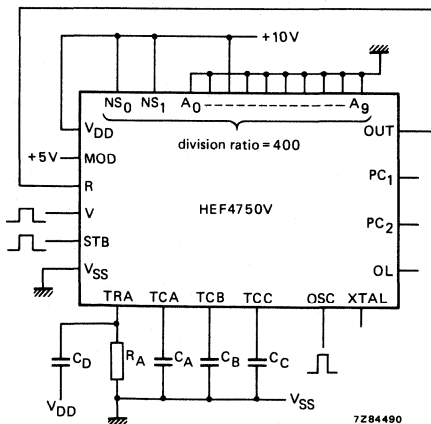 +10V
NS0 NS1 A0 A9
VDD
division ratio = 400
OUT
+5V MOD
PC1
R
HEF4750V
V
PC2
STB
OL
VSS
TRA TCA TCB TCC OSC XTAL
CD RA CA CB CC
VDD
VSS
7Z84490